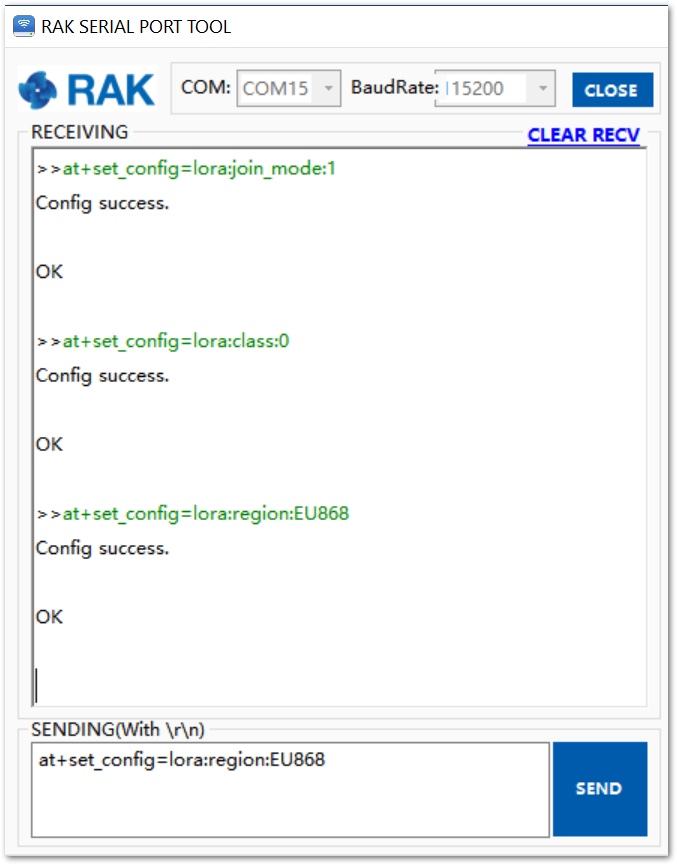 RAK SERIAL PORT TOOL
RAK COM: COM15 BaudRate: 115200 CLOSE
RECEIVING CLEAR RECV
>>at+set_config=lora:join_mode:1
Config success.
OK
>>at+set_config=lora:class:0
Config success.
OK
>>at+set_config=lora:region:EU868
Config success.
OK
SENDING(With \r\n)
at+set_config=lora:region:EU868
SEND